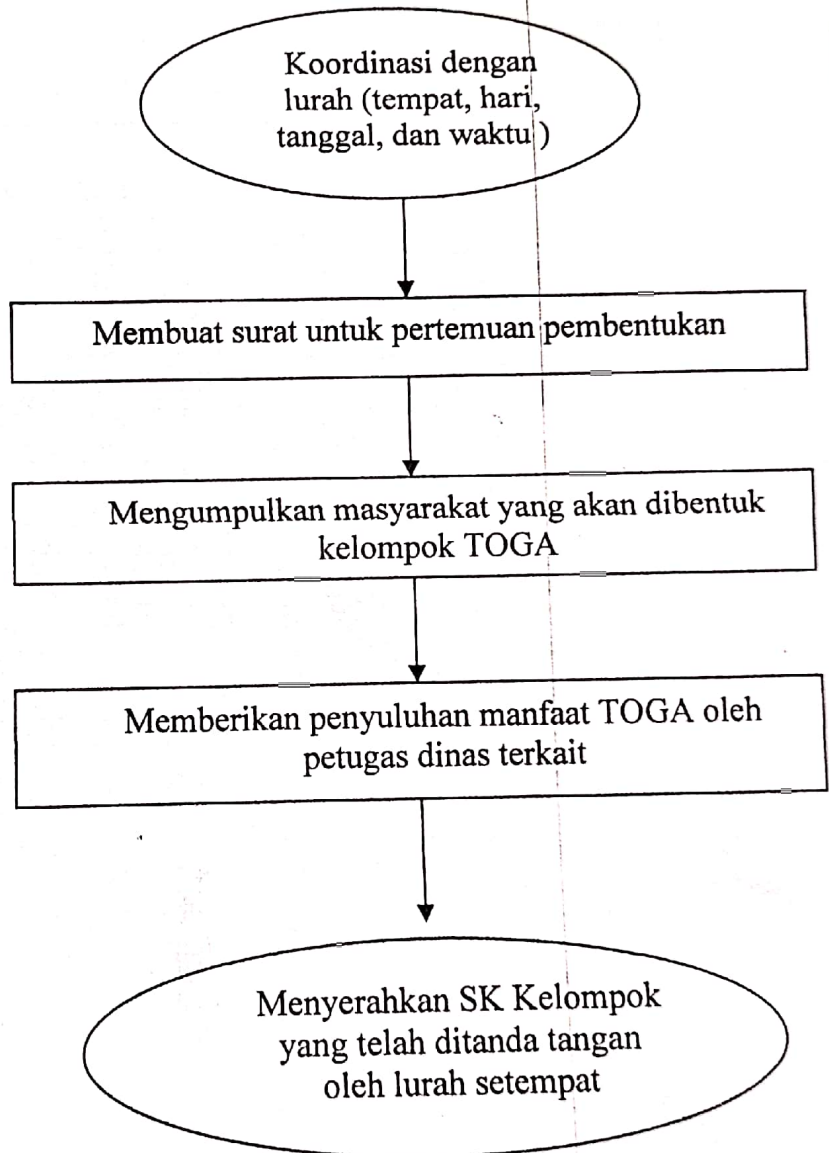 Koordinasi dengan
lurah (tempat, hari,
tanggal, dan waktu )
Membuat surat untuk pertemuan pembentukan
Mengumpulkan masyarakat yang akan dibentuk
kelompok TOGA
Memberikan penyuluhan manfaat TOGA oleh
petugas dinas terkait
Menyerahkan SK Kelompok
yang telah ditanda tangan
oleh lurah setempat